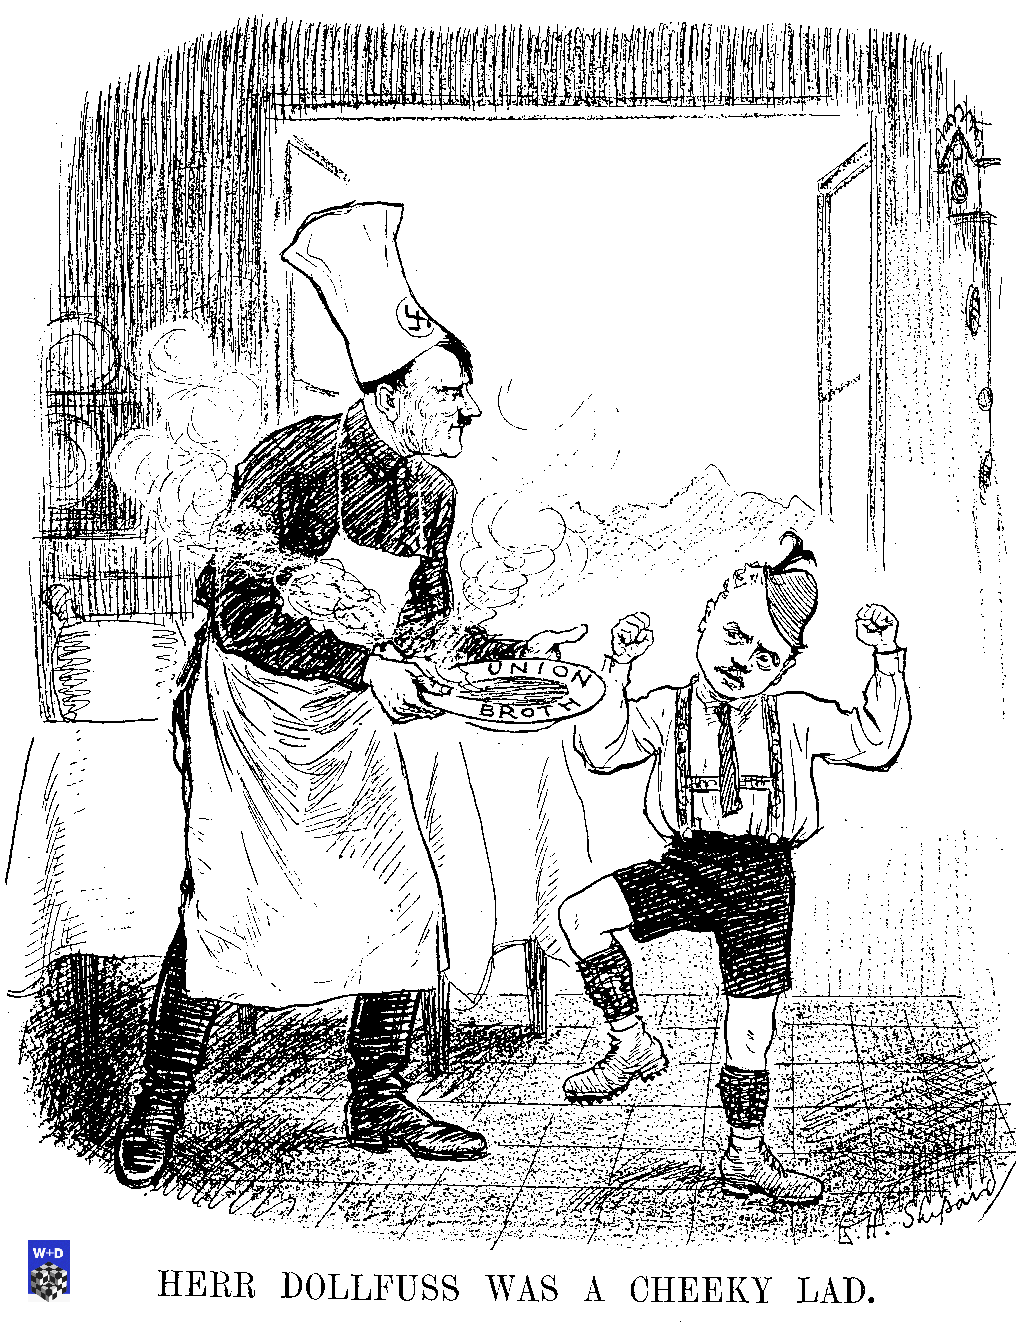 UNION
BROTH
E. H. Shepard
W+D
HERR DOLLFUSS WAS A CHEEKY LAD.